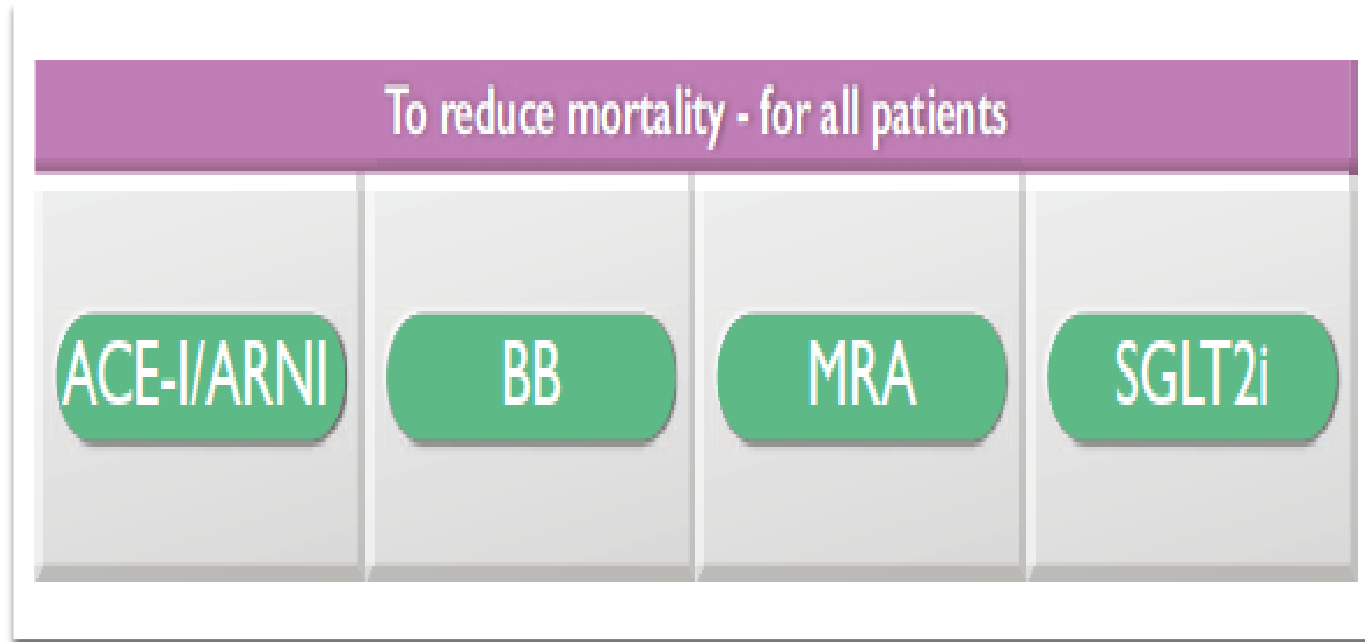 To reduce mortality - for all patients
ACE-I/ARNI
BB
MRA
SGLT2i